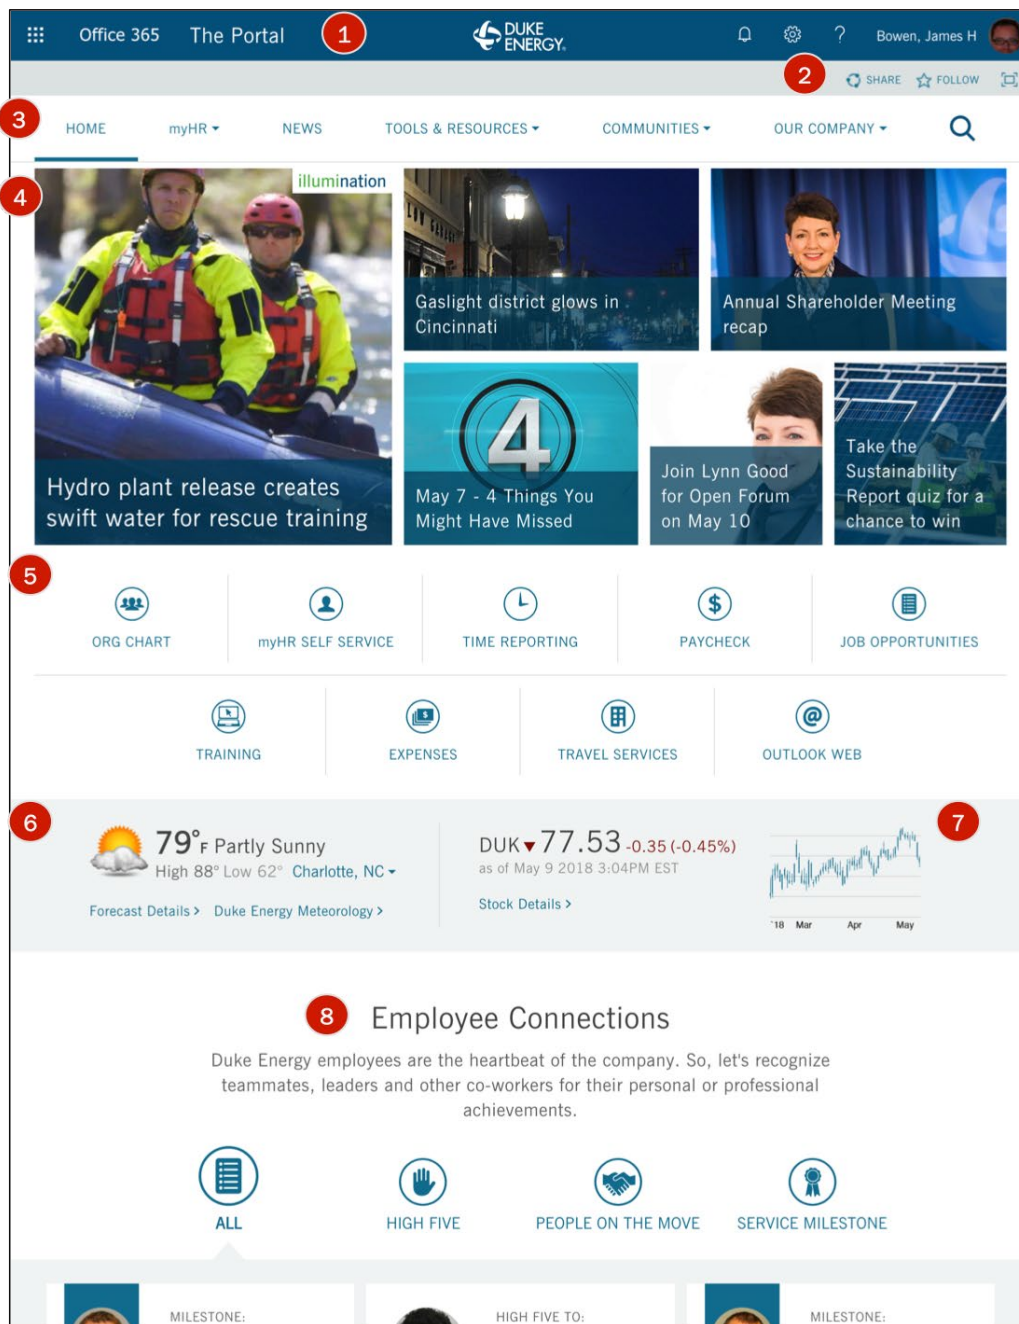 Office 365 The Portal 1 DUKE ENERGY. ? Bowen, James H
2 SHARE FOLLOW
3 HOME myHR NEWS TOOLS & RESOURCES COMMUNITIES OUR COMPANY
4
illumination
Hydro plant release creates
swift water for rescue training
LOW GARAGE
Gaslight district glows in
Cincinnati
Annual Shareholder Meeting
recap
4
May 7 - 4 Things You
Might Have Missed
Join Lynn Good
for Open Forum
on May 10
Take the
Sustainability
Report quiz for a
chance to win
5
ORG CHART myHR SELF SERVICE TIME REPORTING PAYCHECK JOB OPPORTUNITIES
TRAINING EXPENSES TRAVEL SERVICES OUTLOOK WEB
6
79°F Partly Sunny
High 88° Low 62° Charlotte, NC
Forecast Details > Duke Energy Meteorology >
DUK 77.53 -0.35 (-0.45%)
as of May 9 2018 3:04PM EST
Stock Details >
7
'18 Mar Apr May
8 Employee Connections
Duke Energy employees are the heartbeat of the company. So, let's recognize
teammates, leaders and other co-workers for their personal or professional
achievements.
ALL HIGH FIVE PEOPLE ON THE MOVE SERVICE MILESTONE
MILESTONE: HIGH FIVE TO: MILESTONE: